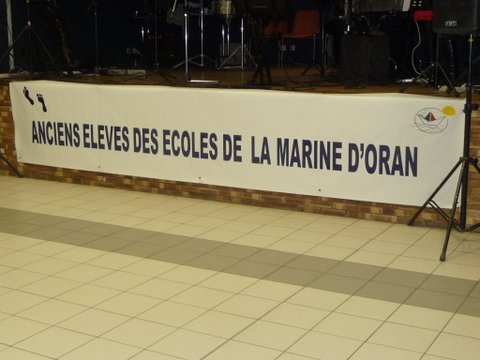 ANCIENS ELEVES DES ECOLES DE LA MARINE D'ORAN